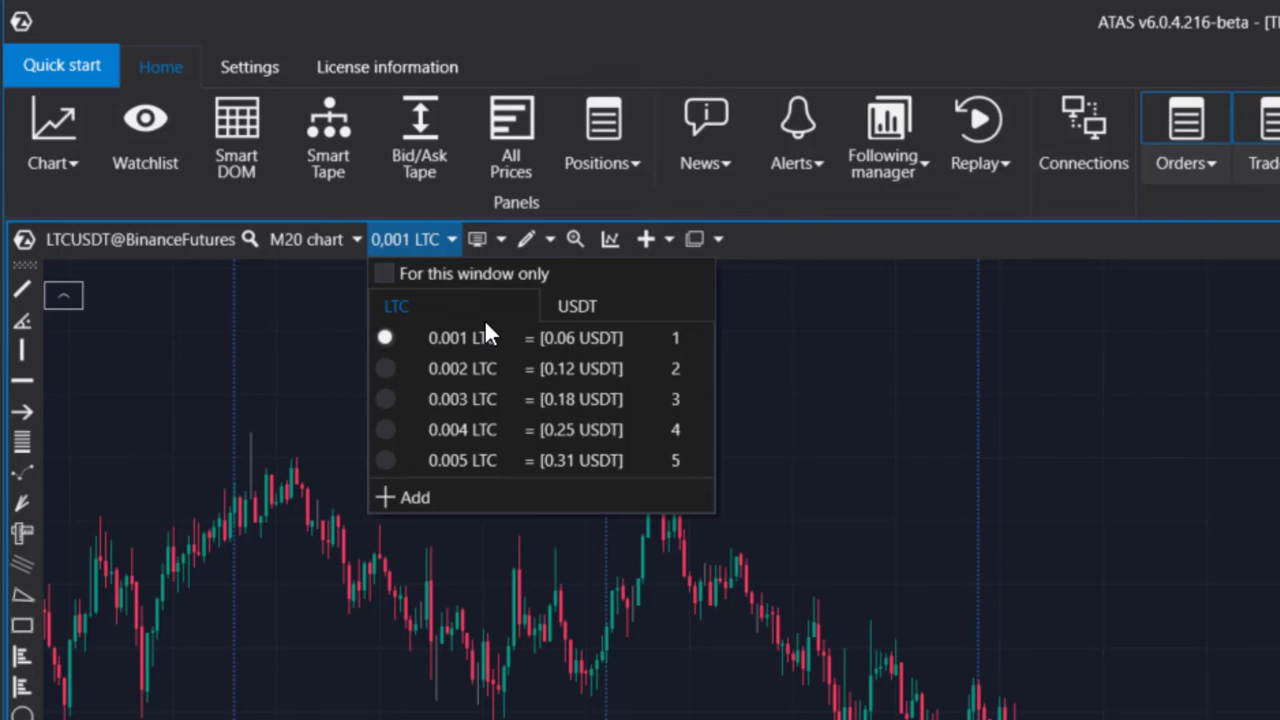 ATAS v6.0.4.216-beta - [T
Quick start Home Settings License information
Chart Watchlist Smart DOM Smart Tape Bid/Ask Tape All Prices Positions News Alerts Following manager Replay Connections Orders Trad
Panels
LTCUSDT@BinanceFutures M20 chart 0,001 LTC
For this window only
LTC USDT
0.001 LTC = [0.06 USDT] 1
0.002 LTC = [0.12 USDT] 2
0.003 LTC = [0.18 USDT] 3
0.004 LTC = [0.25 USDT] 4
0.005 LTC = [0.31 USDT] 5
Add